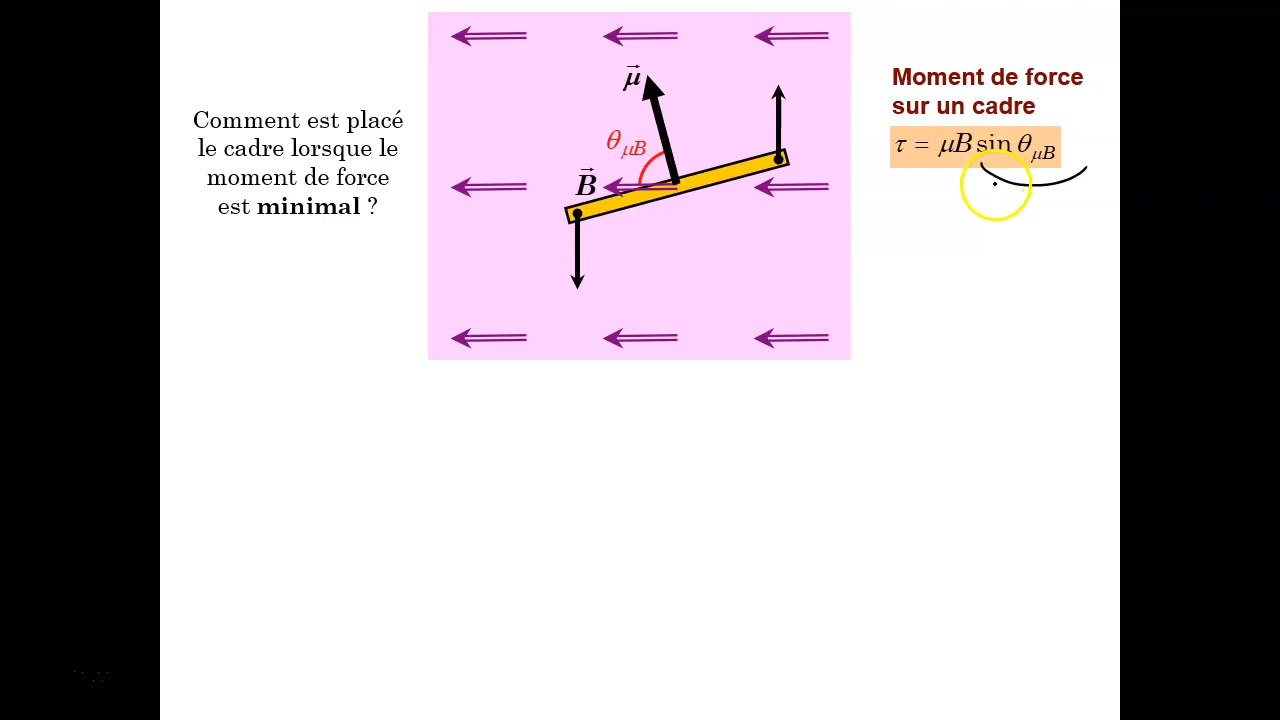 Comment est placé
le cadre lorsque le
moment de force
est minimal ?
μ⃗
θμB
B⃗
Moment de force
sur un cadre
τ = μB sin θμB